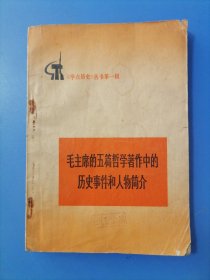 《学点历史》丛书第一辑
毛主席的五篇哲学著作中的
历史事件和人物简介